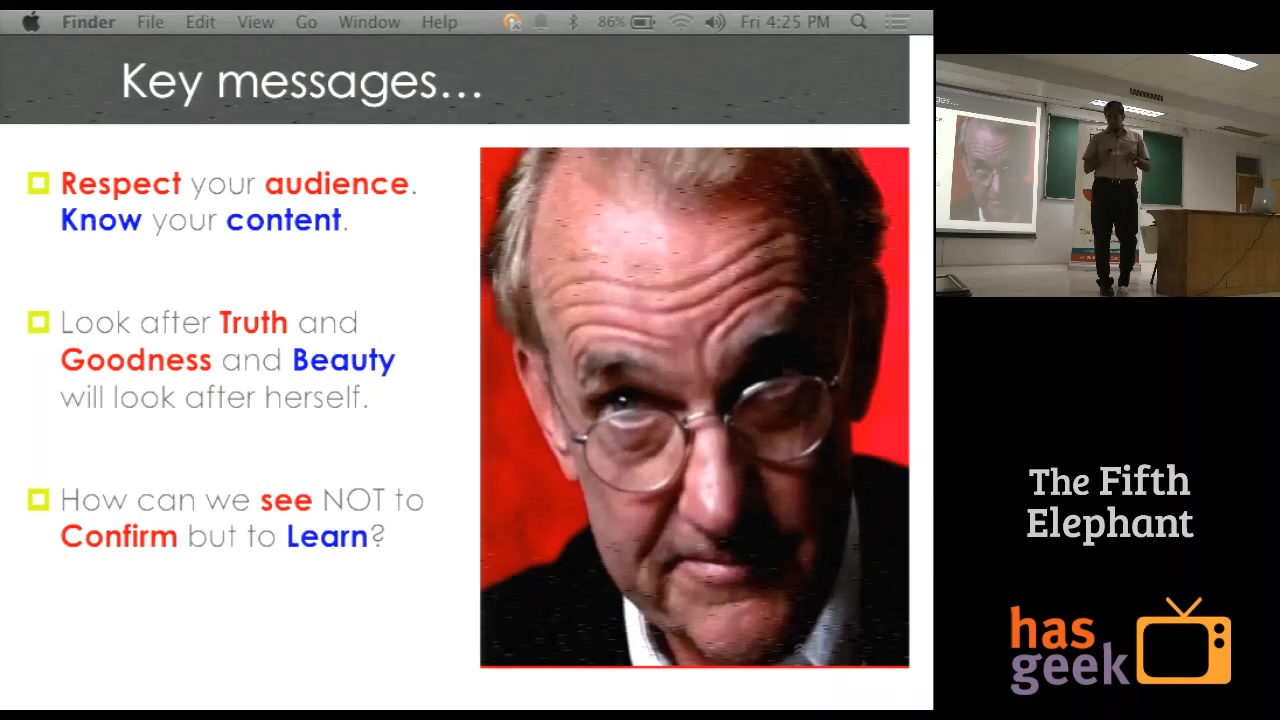 Finder File Edit View Go Window Help 86% Fri 4:25 PM
Key messages...
Respect your audience.
Know your content.
Look after Truth and
Goodness and Beauty
will look after herself.
How can we see NOT to
Confirm but to Learn?
The Fifth
Elephant
has
geek